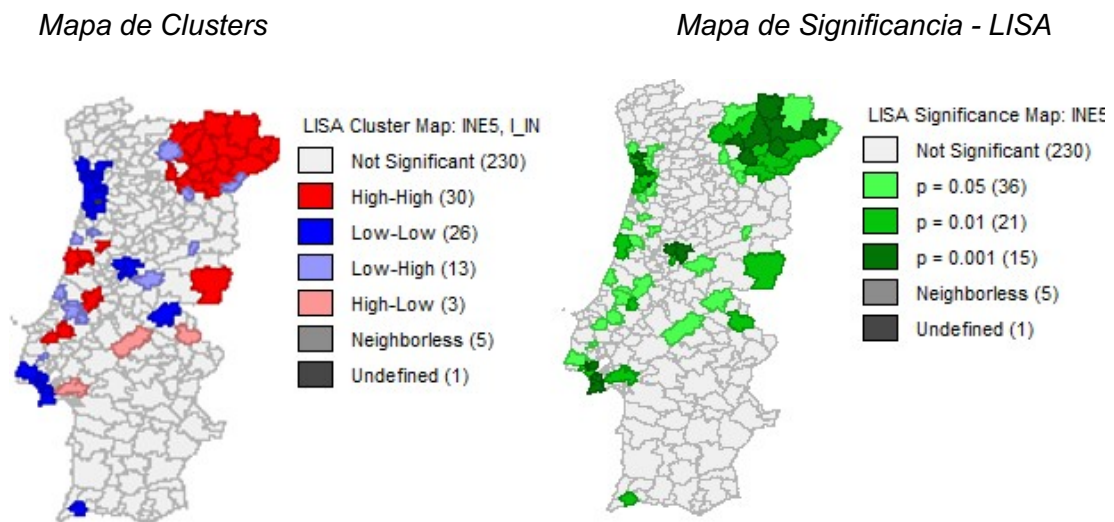 Mapa de Clusters
Mapa de Significancia - LISA
LISA Cluster Map: INE5, I_IN
Not Significant (230)
High-High (30)
Low-Low (26)
Low-High (13)
High-Low (3)
Neighborless (5)
Undefined (1)
LISA Significance Map: INE5
Not Significant (230)
p = 0.05 (36)
p = 0.01 (21)
p = 0.001 (15)
Neighborless (5)
Undefined (1)